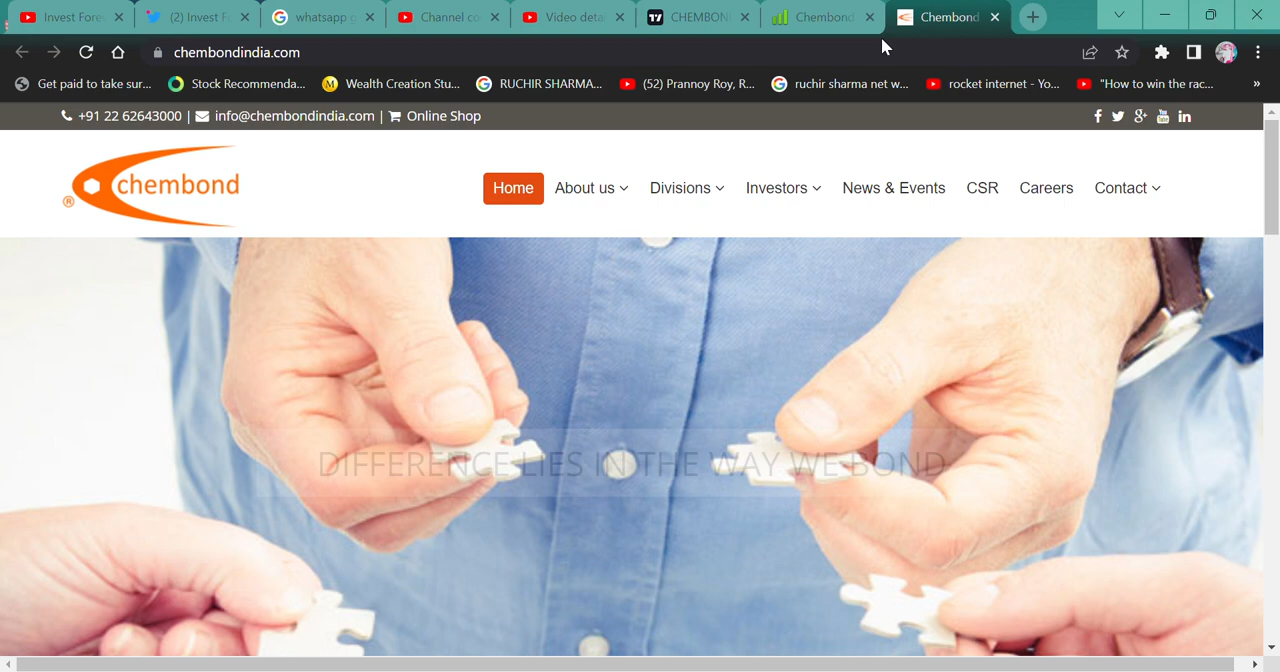 Invest Fores
(2) Invest Fo
whatsapp g
Channel co
Video deta
CHEMBON
Chembond
Chembond
chembondindia.com
Get paid to take sur...
Stock Recommenda...
Wealth Creation Stu...
RUCHIR SHARMA...
(52) Prannoy Roy, R...
ruchir sharma net w...
rocket internet - Yo...
"How to win the rac...
»
+91 22 62643000 | info@chembondindia.com | Online Shop
chembond
®
Home About us Divisions Investors News & Events CSR Careers Contact
DIFFERENCE LIES IN THE WAY WE BOND